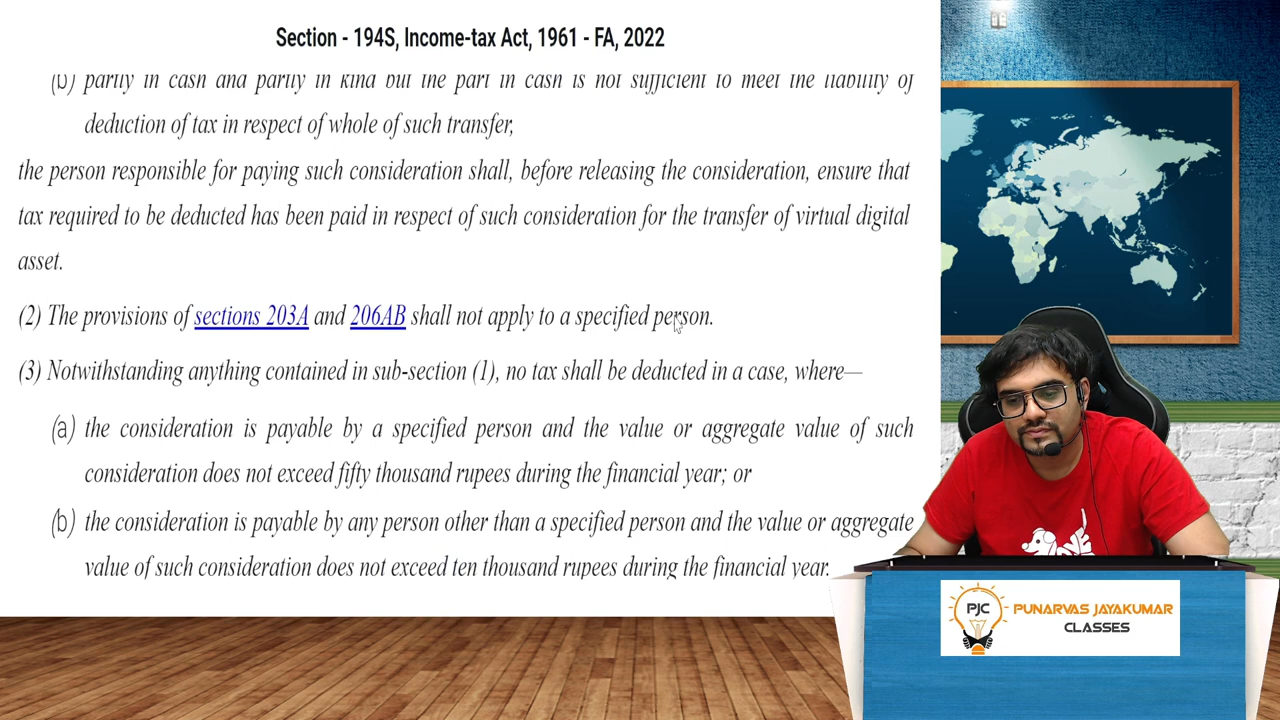 Section - 194S, Income-tax Act, 1961 - FA, 2022
(b) partly in cash and partly in kind but the part in cash is not sufficient to meet the liability of
deduction of tax in respect of whole of such transfer,
the person responsible for paying such consideration shall, before releasing the consideration, ensure that
tax required to be deducted has been paid in respect of such consideration for the transfer of virtual digital
asset.
(2) The provisions of sections 203A and 206AB shall not apply to a specified person.
(3) Notwithstanding anything contained in sub-section (1), no tax shall be deducted in a case, where—
(a) the consideration is payable by a specified person and the value or aggregate value of such
consideration does not exceed fifty thousand rupees during the financial year; or
(b) the consideration is payable by any person other than a specified person and the value or aggregate
value of such consideration does not exceed ten thousand rupees during the financial year.
PJC
PUNARVAS JAYAKUMAR
CLASSES